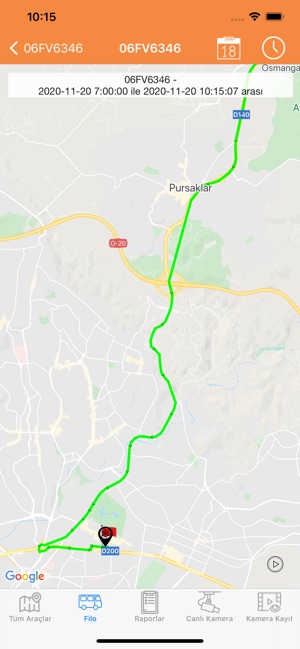 10:15
06FV6346
06FV6346
18
06FV6346 -
2020-11-20 7:00:00 ile 2020-11-20 10:15:07 arası
Osmanga
D140
A
Pursaklar
O-20
D200
Google
Tüm Araçlar
Filo
Raporlar
Canlı Kamera
Kamera Kayıt